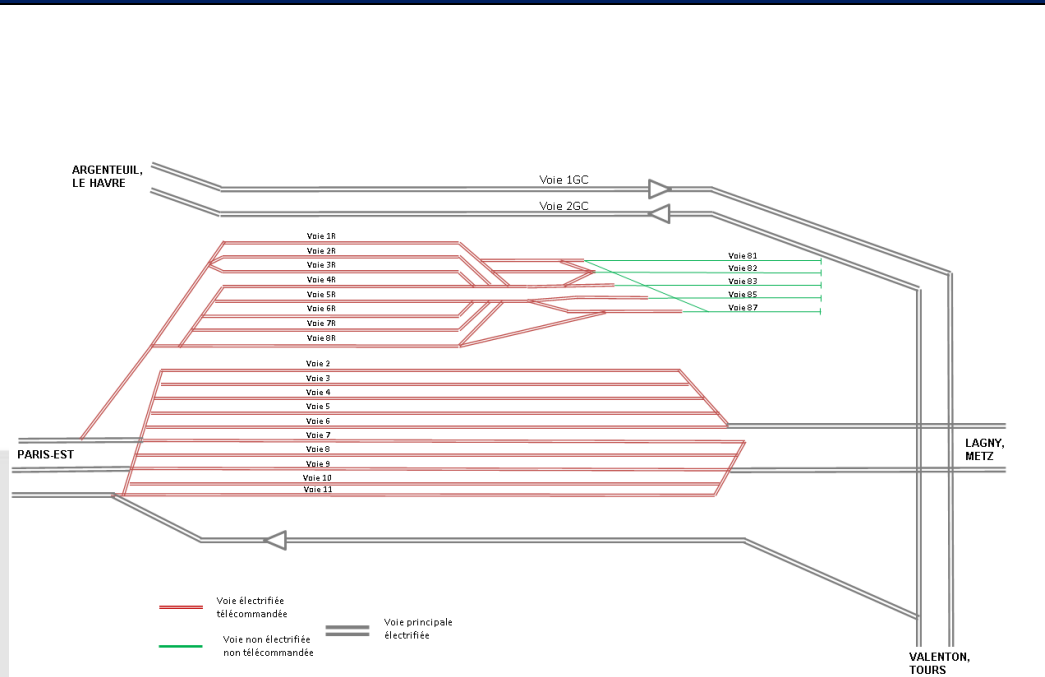 ARGENTEUIL,
LE HAVRE
Voie 1GC
Voie 2GC
Voie 1R
Voie 2R
Voie 3R
Voie 4R
Voie 5R
Voie 6R
Voie 7R
Voie 8R
Voie 81
Voie 82
Voie 83
Voie 85
Voie 87
Voie 2
Voie 3
Voie 4
Voie 5
Voie 6
Voie 7
Voie 8
Voie 9
Voie 10
Voie 11
PARIS-EST
LAGNY,
METZ
Voie électrifiée
télécommandée
Voie non électrifiée
non télécommandée
Voie principale
électrifiée
VALENTON,
TOURS